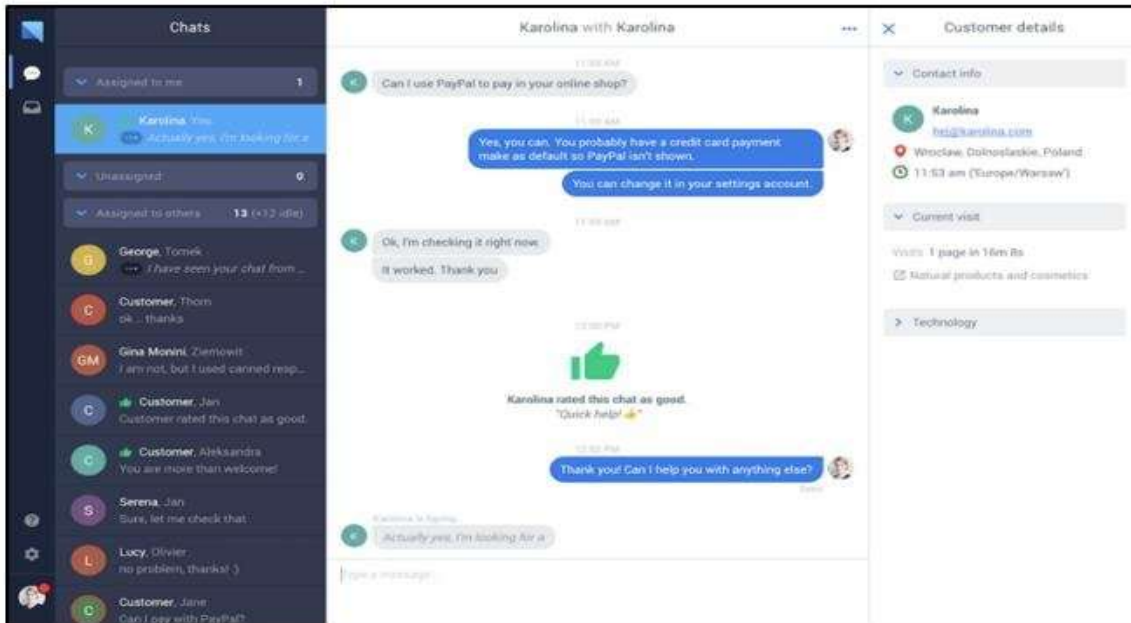 Chats
Assigned to me 1
K
Karolina, You
Actually yes, I'm looking for a
Unassigned 0
Assigned to others 13 (+12 idle)
G
George, Tomek
I have seen your chat from ...
C
Customer, Thom
ok... thanks
GM
Gina Monini, Ziemowit
I am not, but I used canned resp...
C
Customer, Jan
Customer rated this chat as good.
C
Customer, Aleksandra
You are more than welcome!
S
Serena, Jan
Sure, let me check that
L
Lucy, Olivier
no problem, thanks! :)
C
Customer, Jane
Can I pay with PayPal?
Karolina with Karolina
K
Can I use PayPal to pay in your online shop?
Yes, you can. You probably have a credit card payment
make as default so PayPal isn't shown.
You can change it in your settings account.
K
Ok, I'm checking it right now.
It worked. Thank you
Karolina rated this chat as good.
"Quick help! 👍"
Thank you! Can I help you with anything else?
Karolina is typing
K
Actually yes, I'm looking for a
Type a message
Customer details
Contact info
K
Karolina
hej@karolina.com
Wroclaw, Dolnoslaskie, Poland
11:53 am ('Europe/Warsaw')
Current visit
Visits: 1 page in 16m 8s
Natural products and cosmetics
Technology